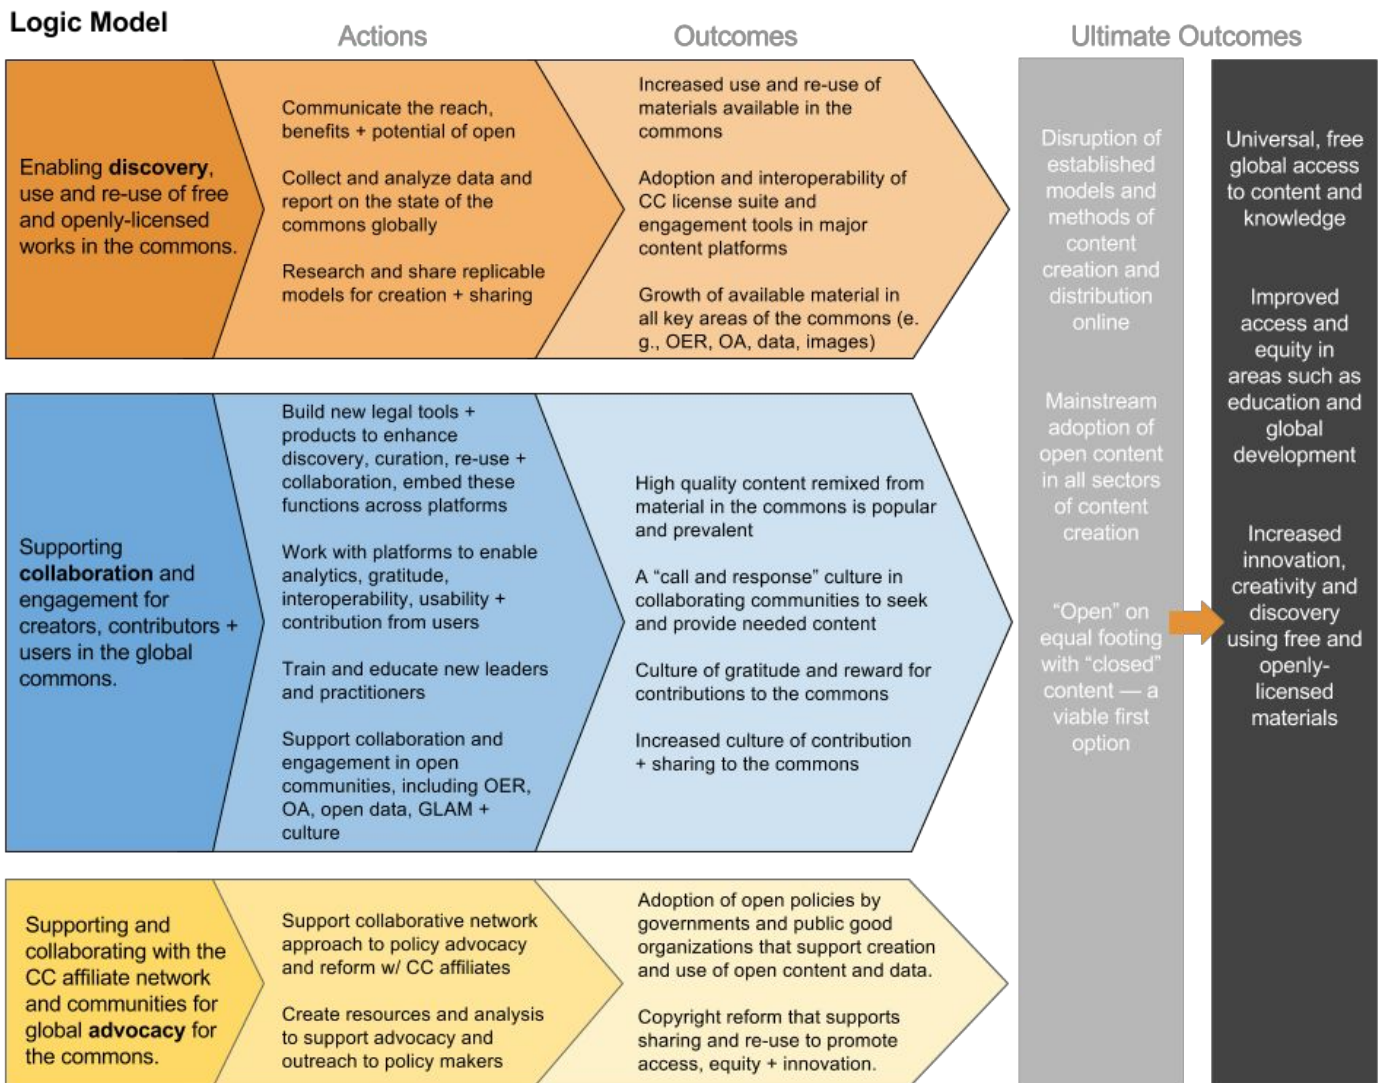 Logic Model
Actions
Outcomes
Ultimate Outcomes
Enabling discovery,
use and re-use of free
and openly-licensed
works in the commons.
Communicate the reach,
benefits + potential of open
Collect and analyze data and
report on the state of the
commons globally
Research and share replicable
models for creation + sharing
Increased use and re-use of
materials available in the
commons
Adoption and interoperability of
CC license suite and
engagement tools in major
content platforms
Growth of available material in
all key areas of the commons (e.
g., OER, OA, data, images)
Supporting
collaboration and
engagement for
creators, contributors +
users in the global
commons.
Build new legal tools +
products to enhance
discovery, curation, re-use +
collaboration, embed these
functions across platforms
Work with platforms to enable
analytics, gratitude,
interoperability, usability +
contribution from users
Train and educate new leaders
and practitioners
Support collaboration and
engagement in open
communities, including OER,
OA, open data, GLAM +
culture
High quality content remixed from
material in the commons is popular
and prevalent
A “call and response” culture in
collaborating communities to seek
and provide needed content
Culture of gratitude and reward for
contributions to the commons
Increased culture of contribution
+ sharing to the commons
Supporting and
collaborating with the
CC affiliate network
and communities for
global advocacy for
the commons.
Support collaborative network
approach to policy advocacy
and reform w/ CC affiliates
Create resources and analysis
to support advocacy and
outreach to policy makers
Adoption of open policies by
governments and public good
organizations that support creation
and use of open content and data.
Copyright reform that supports
sharing and re-use to promote
access, equity + innovation.
Disruption of
established
models and
methods of
content
creation and
distribution
online
Mainstream
adoption of
open content
in all sectors
of content
creation
“Open” on
equal footing
with “closed”
content — a
viable first
option
Universal, free
global access
to content and
knowledge
Improved
access and
equity in
areas such as
education and
global
development
Increased
innovation,
creativity and
discovery
using free and
openly-
licensed
materials